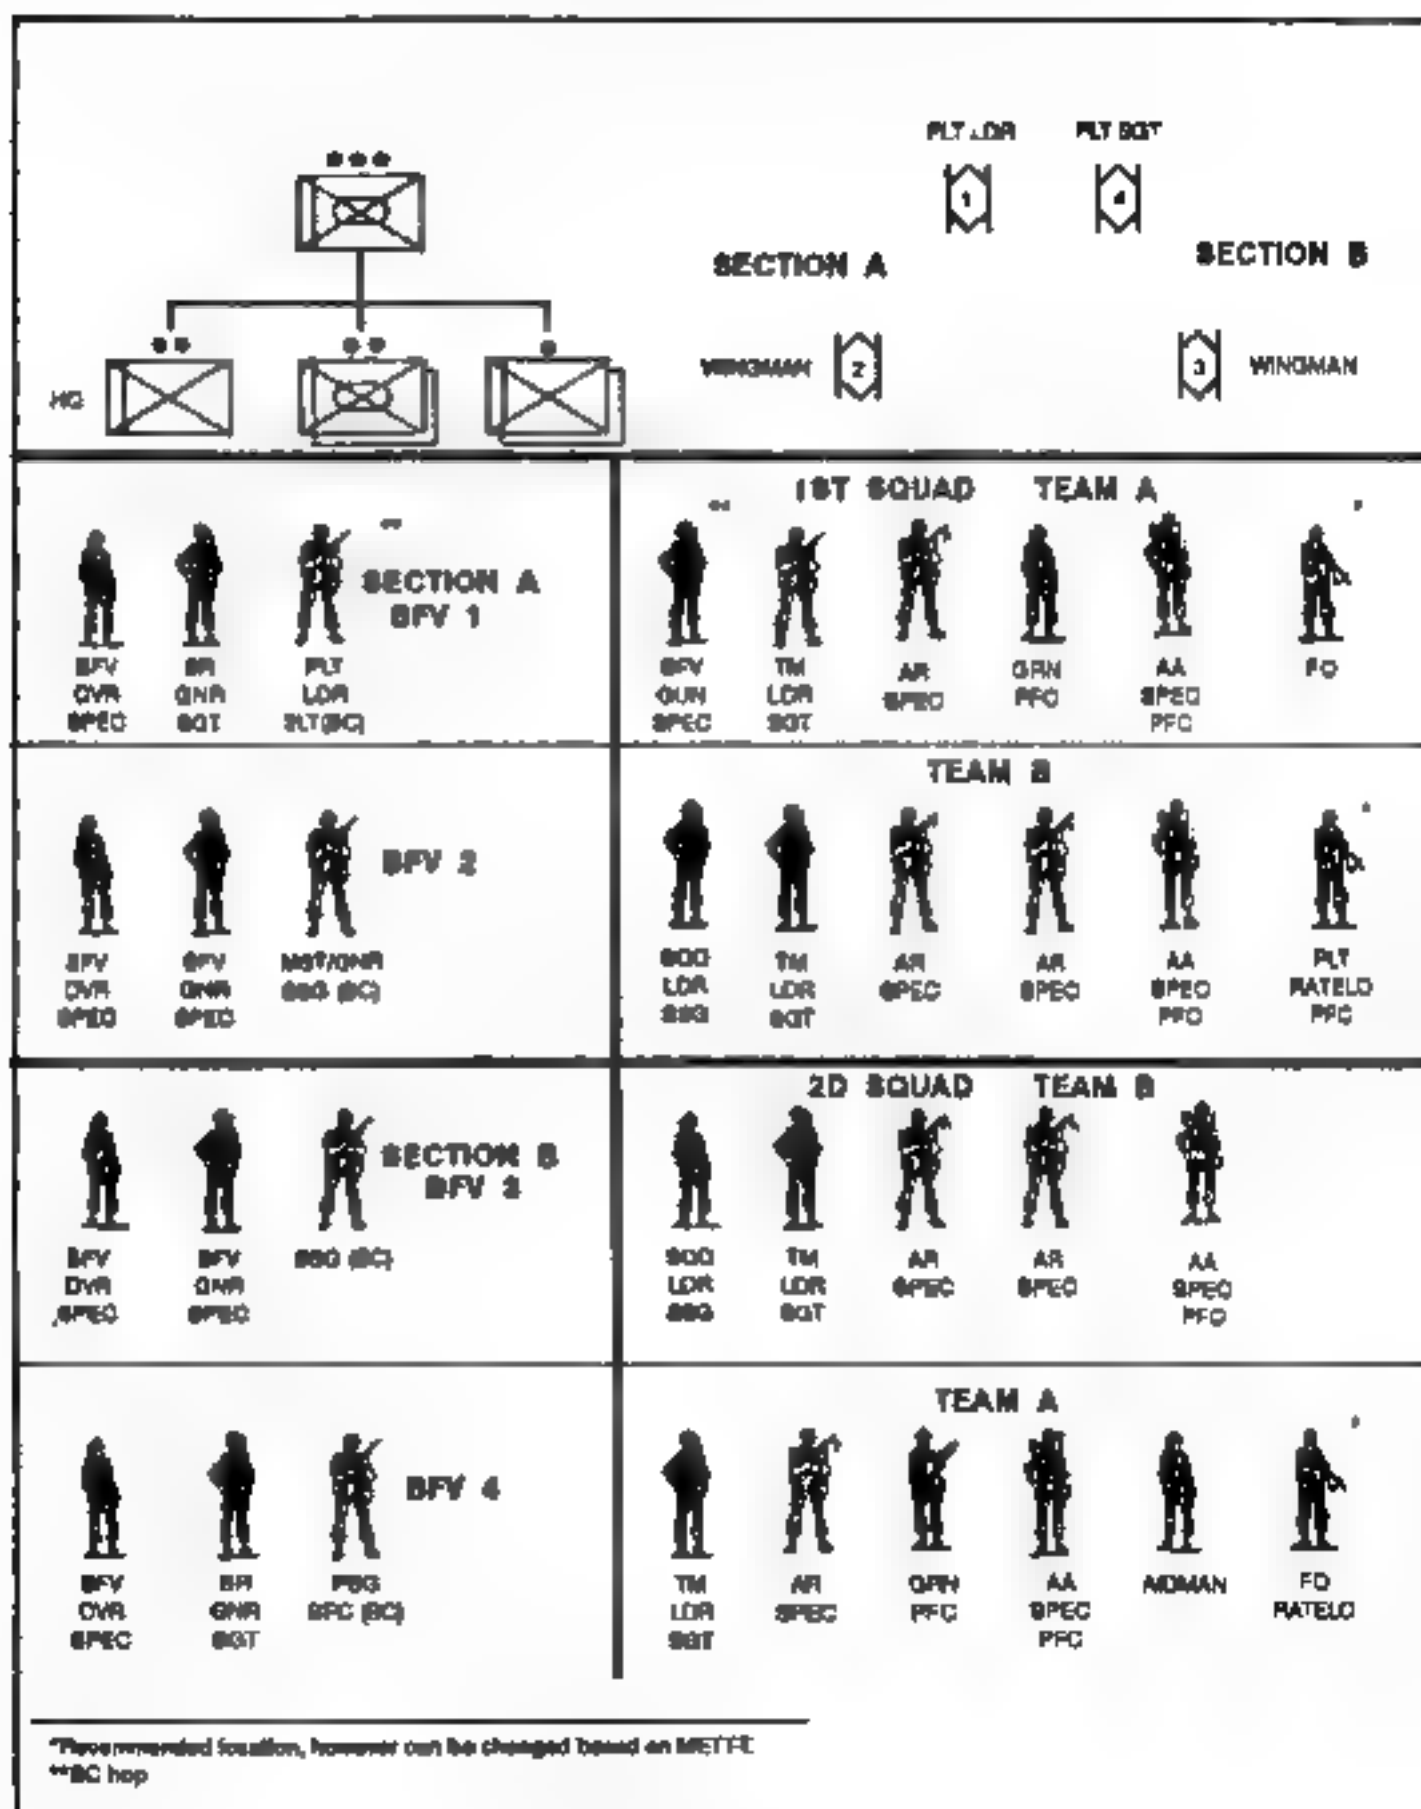 PLT LDR PLT SGT
1 4
SECTION A SECTION B
WINGMAN 2 3 WINGMAN
HQ
1ST SQUAD TEAM A
**
**
*
SECTION A
BFV 1
BFV
DVR
SPEC
BR
GNR
SGT
PLT
LDR
2LT(BC)
BFV
GUN
SPEC
TM
LDR
SGT
AR
SPEC
GRN
PFC
AA
SPEC
PFC
FO
TEAM B
*
BFV 2
BFV
DVR
SPEC
BFV
GNR
SPEC
SSG (BC)
SQD
LDR
SSG
TM
LDR
SGT
AR
SPEC
AR
SPEC
AA
SPEC
PFC
PLT
RATELO
PFC
2D SQUAD TEAM B
SECTION B
BFV 3
BFV
DVR
SPEC
BFV
GNR
SPEC
SSG (BC)
SQD
LDR
SSG
TM
LDR
SGT
AR
SPEC
AR
SPEC
AA
SPEC
PFC
TEAM A
*
BFV 4
BFV
DVR
SPEC
BR
GNR
SGT
PSG
SFC (BC)
TM
LDR
SGT
AR
SPEC
GRN
PFC
AA
SPEC
PFC
AIDMAN
FO
RATELO
*Recommended location, however can be changed based on
**BC hop